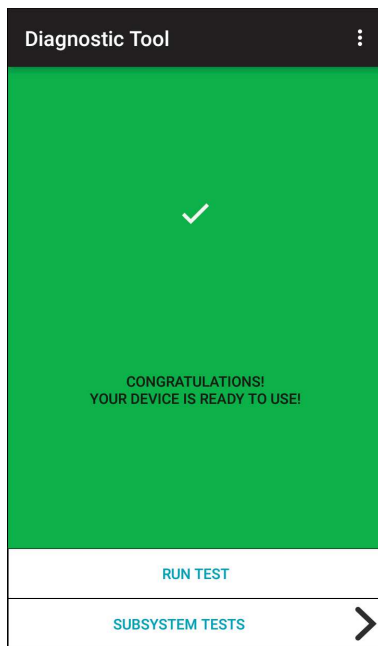 Diagnostic Tool
CONGRATULATIONS!
YOUR DEVICE IS READY TO USE!
RUN TEST
SUBSYSTEM TESTS